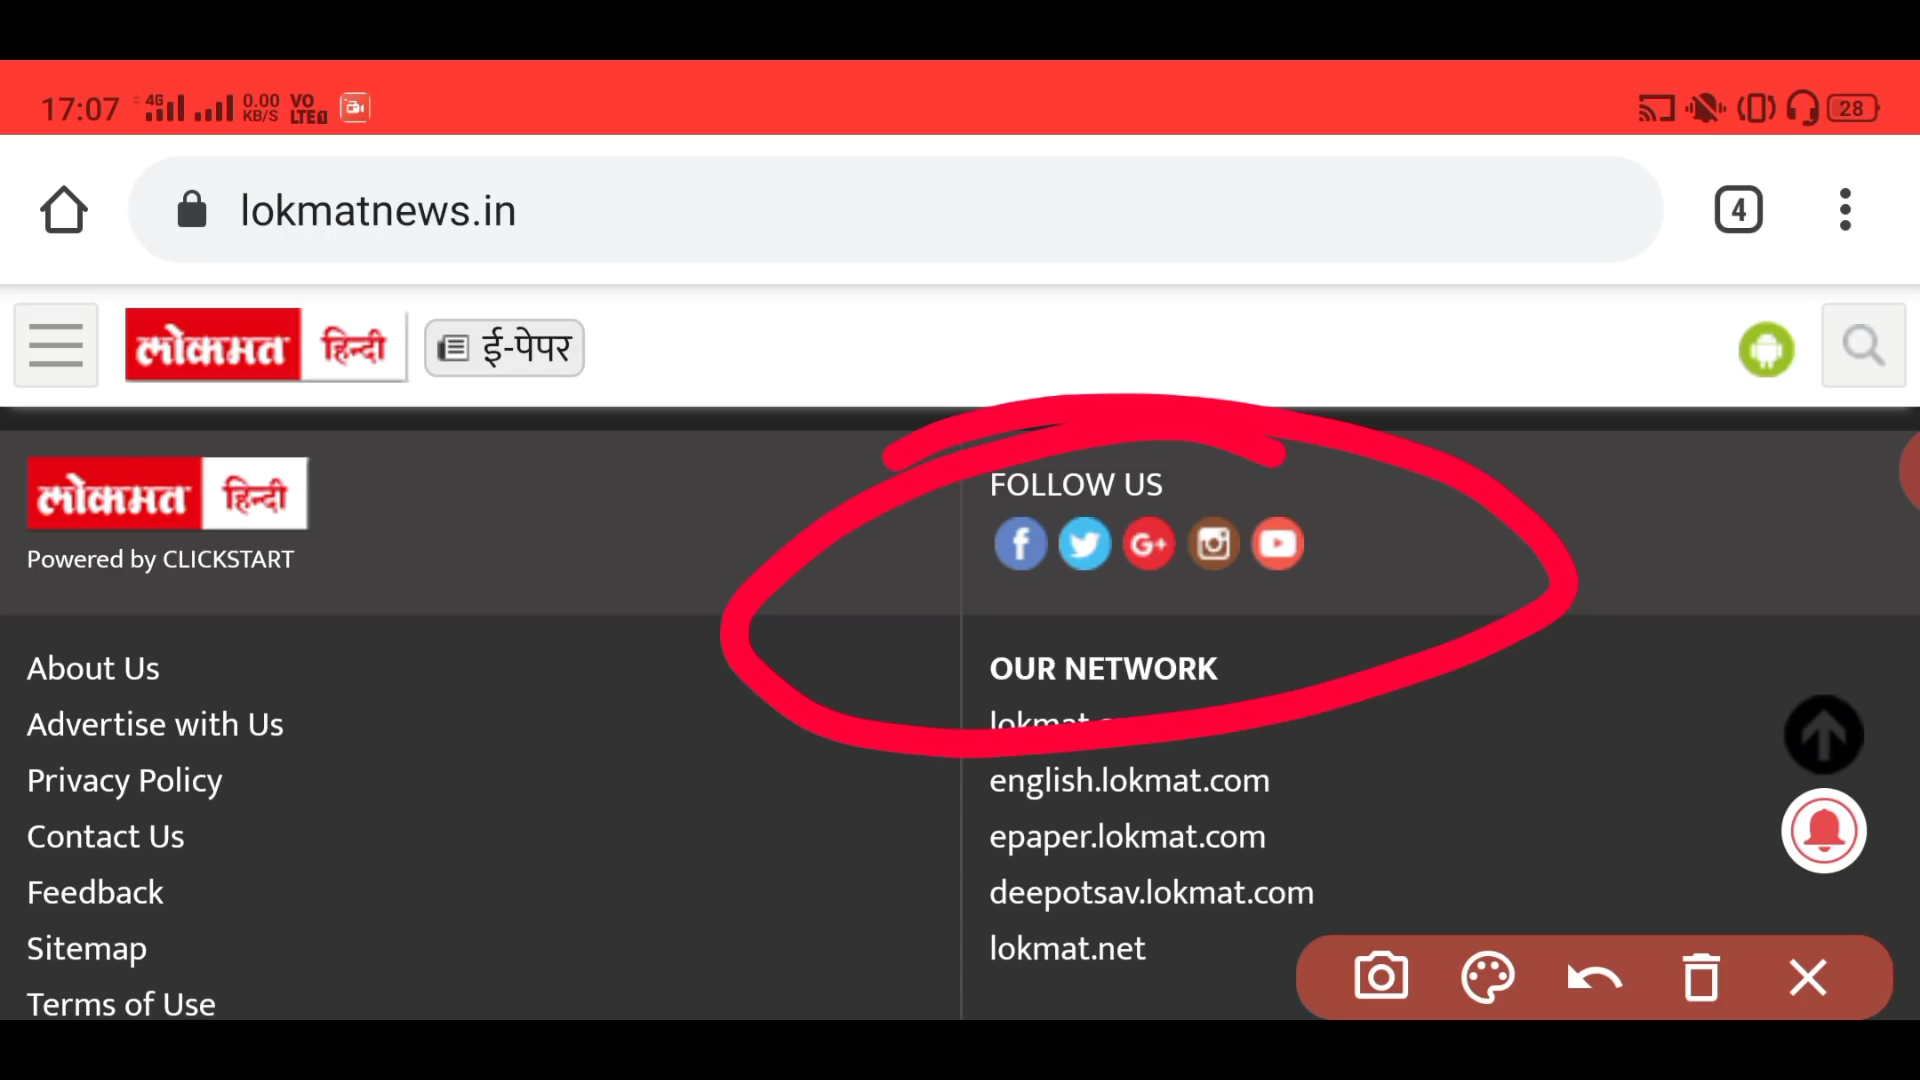 17:07 4G 0.00 KB/S VO LTE 28
lokmatnews.in 4
लोकमत हिन्दी ई-पेपर
लोकमत हिन्दी
Powered by CLICKSTART
FOLLOW US
f G+
About Us
Advertise with Us
Privacy Policy
Contact Us
Feedback
Sitemap
Terms of Use
OUR NETWORK
english.lokmat.com
epaper.lokmat.com
deepotsav.lokmat.com
lokmat.net